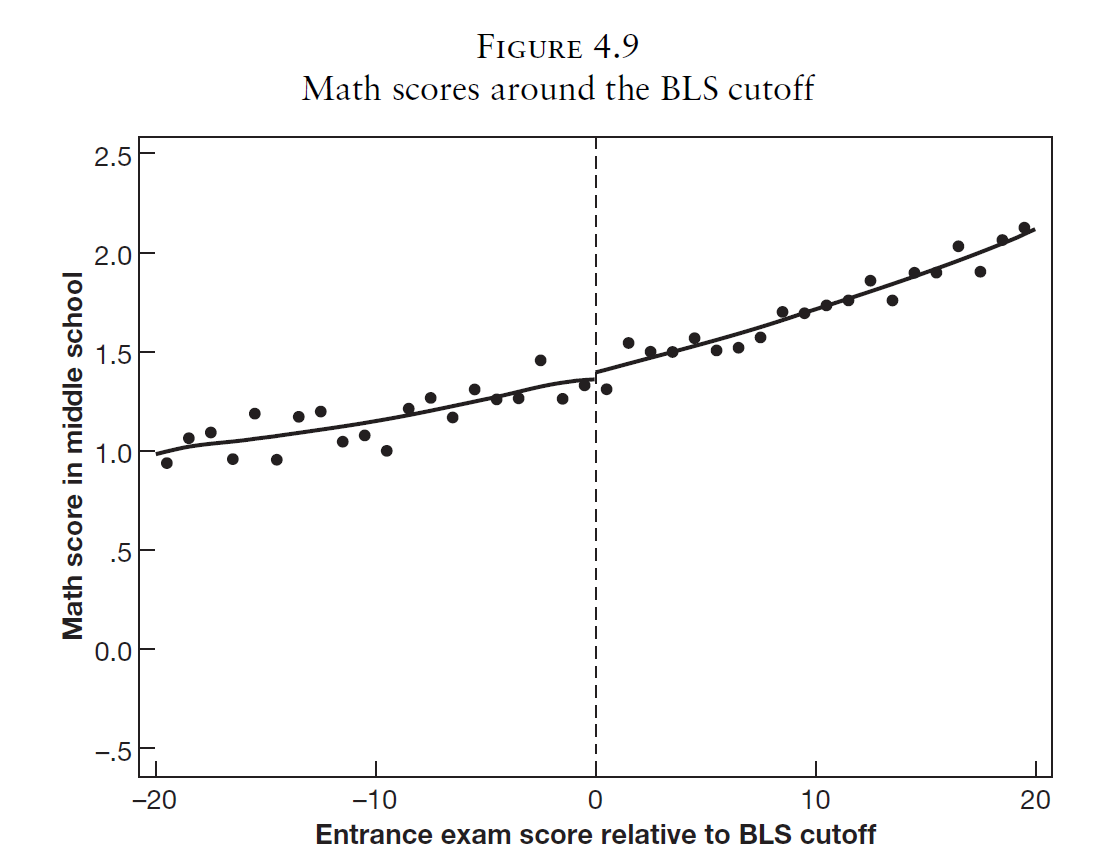 FIGURE 4.9
Math scores around the BLS cutoff
2.5
2.0
1.5
1.0
.5
0.0
–.5
Math score in middle school
–20 –10 0 10 20
Entrance exam score relative to BLS cutoff